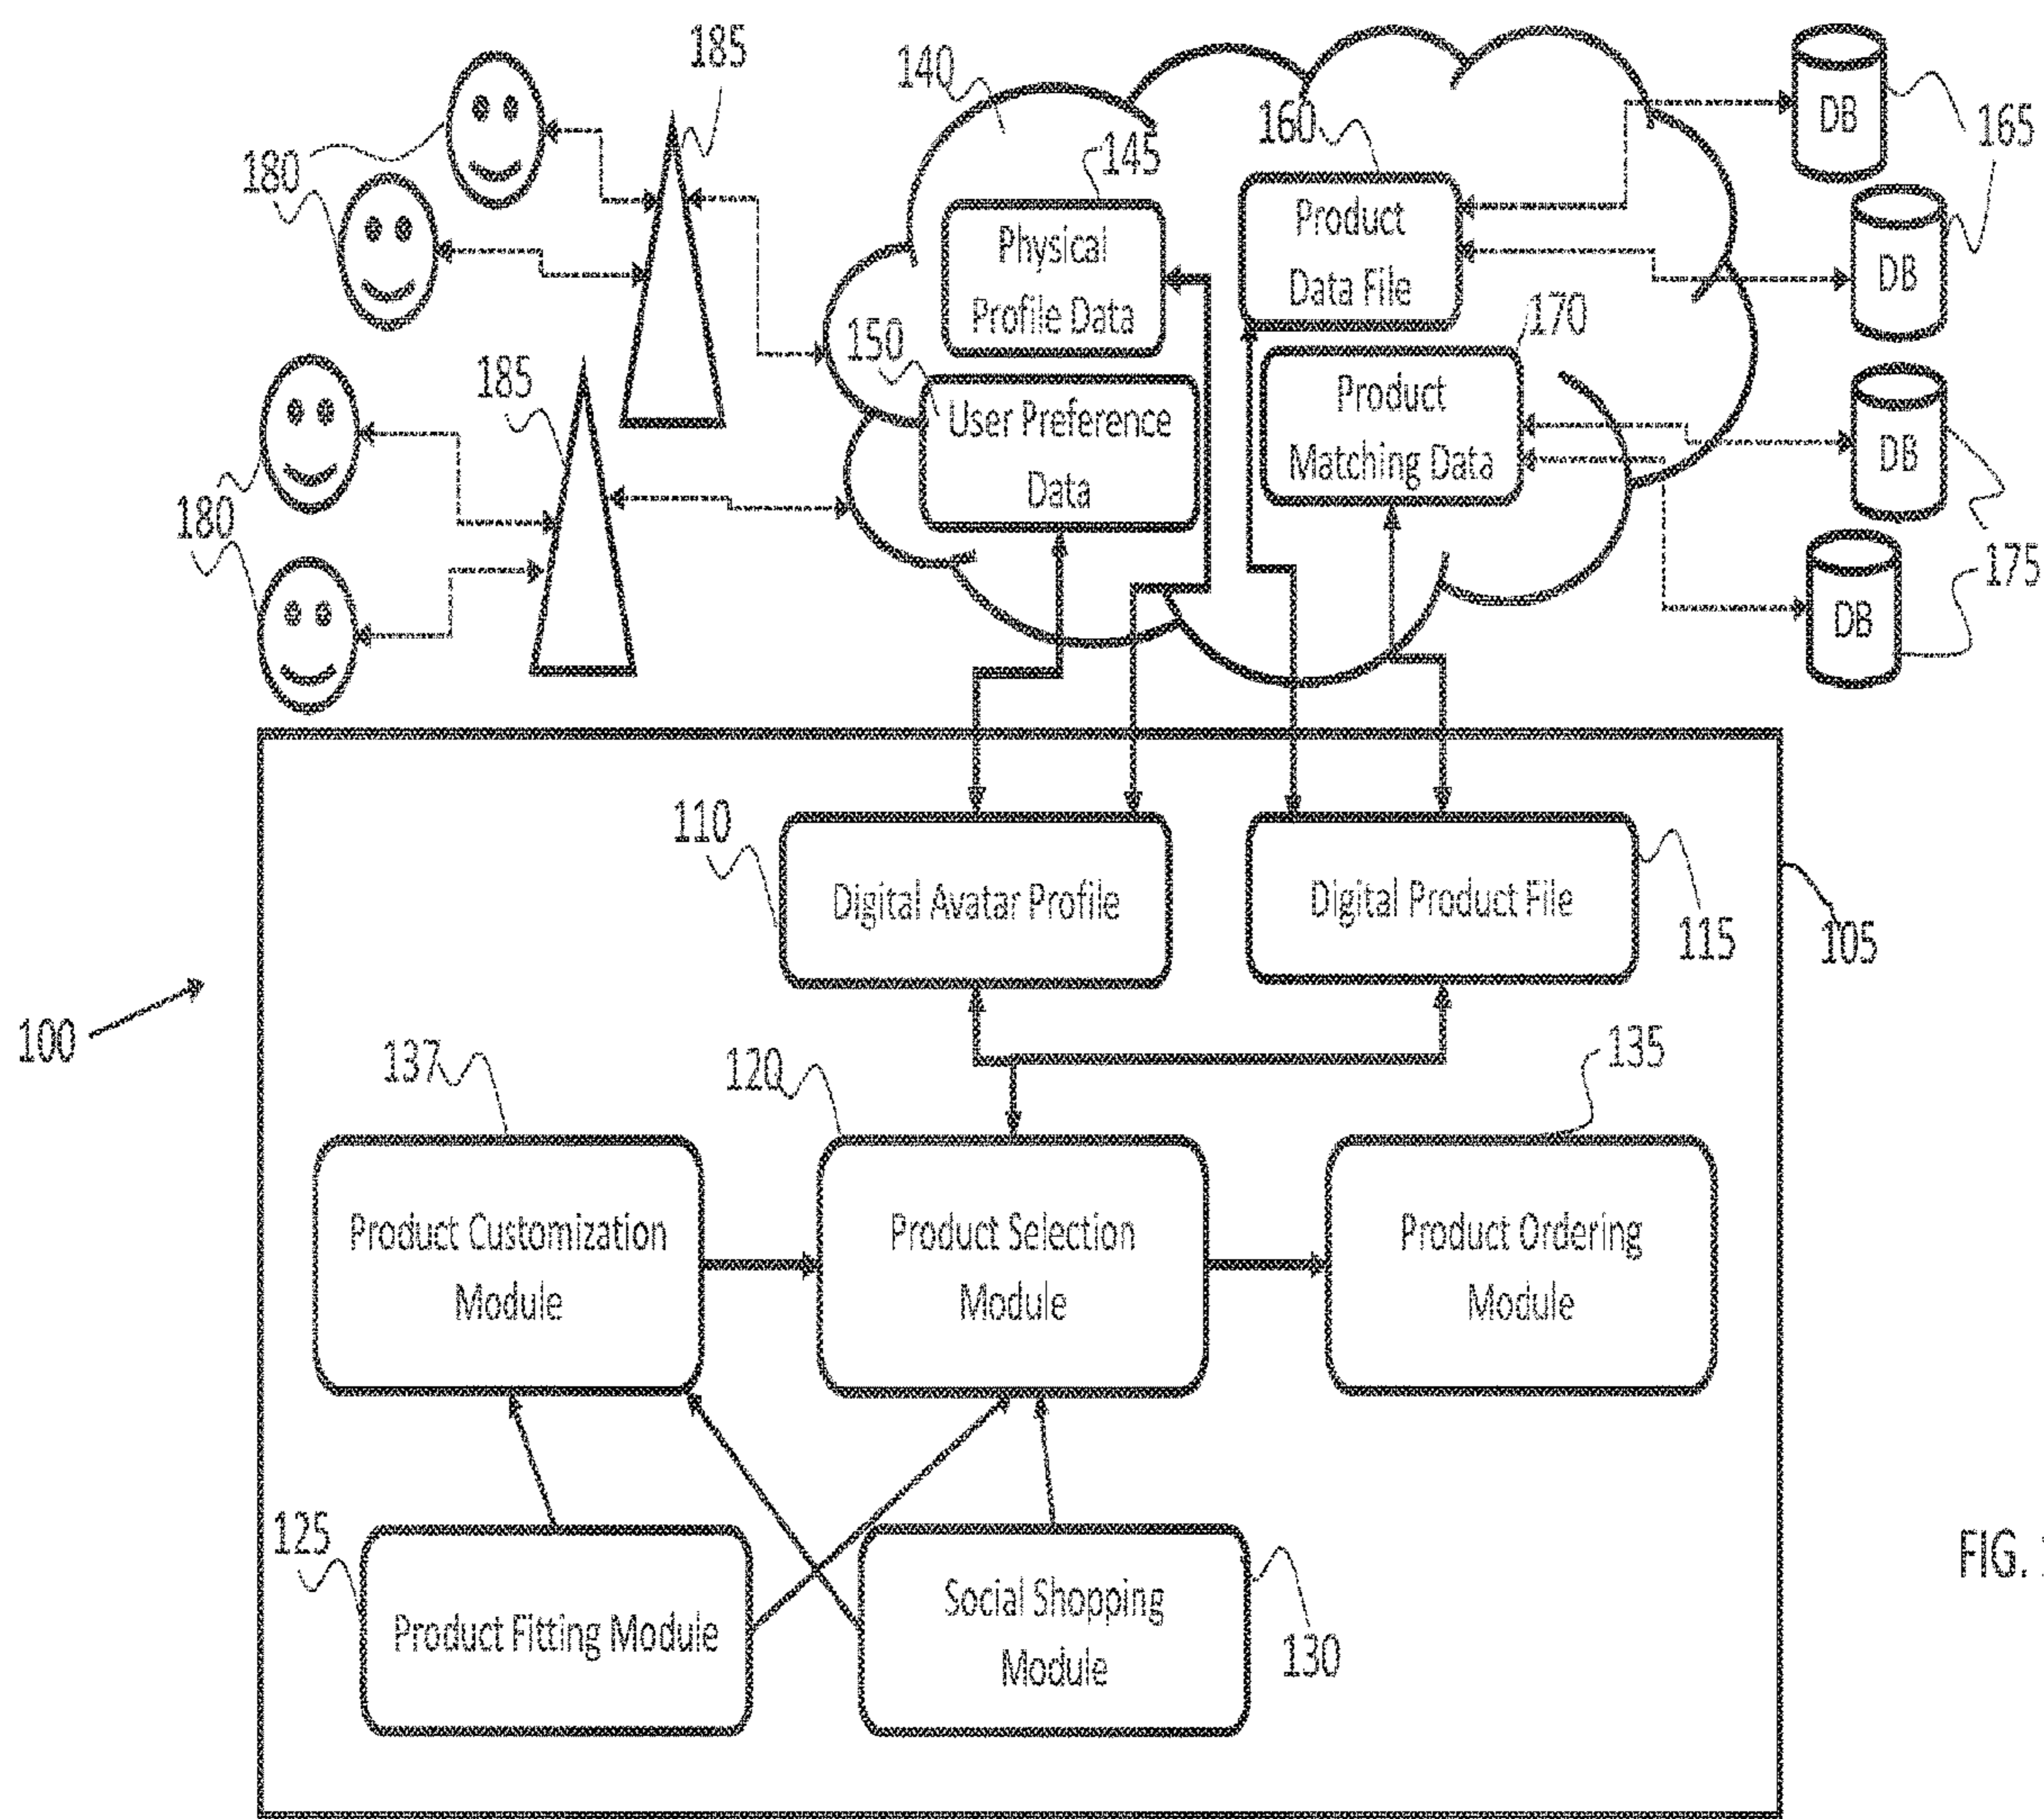 185
140
160
DB
165
180
145
Physical
Profile Data
Product
Data File
DB
150
170
185
User Preference
Data
Product
Matching Data
DB
180
175
DB
110
Digital Avatar Profile
Digital Product File
115
105
100
137
120
135
Product Customization
Module
Product Selection
Module
Product Ordering
Module
125
Product Fitting Module
Social Shopping
Module
130
FIG.